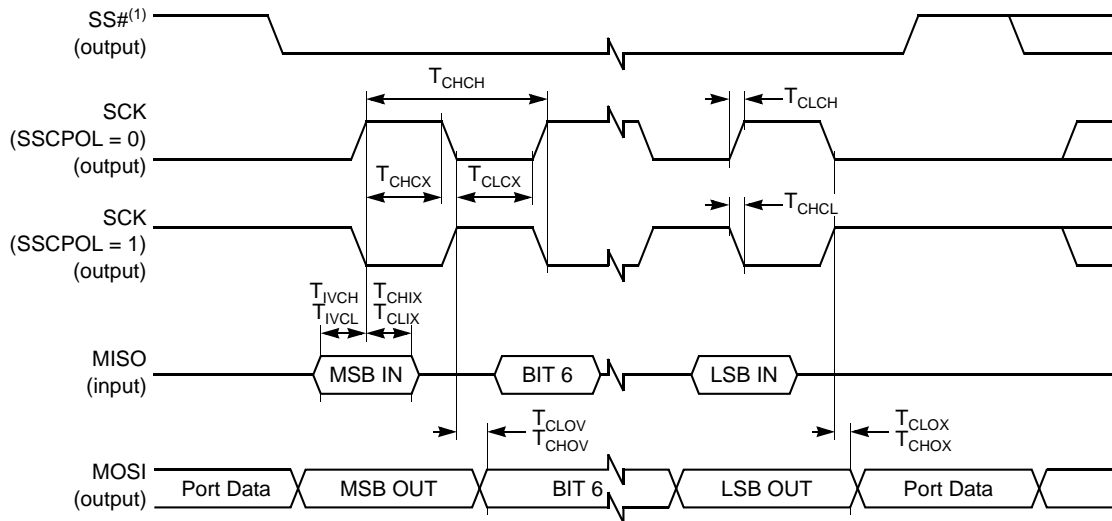 SS#(1)
(output)
TCHCH
TCLCH
SCK
(SSCPOL = 0)
(output)
TCHCX
TCLCX
TCHCL
SCK
(SSCPOL = 1)
(output)
TIVCH
TIVCL
TCHIX
TCLIX
MISO
(input)
MSB IN
BIT 6
LSB IN
TCLOV
TCHOV
TCLOX
TCHOX
MOSI
(output)
Port Data
MSB OUT
BIT 6
LSB OUT
Port Data